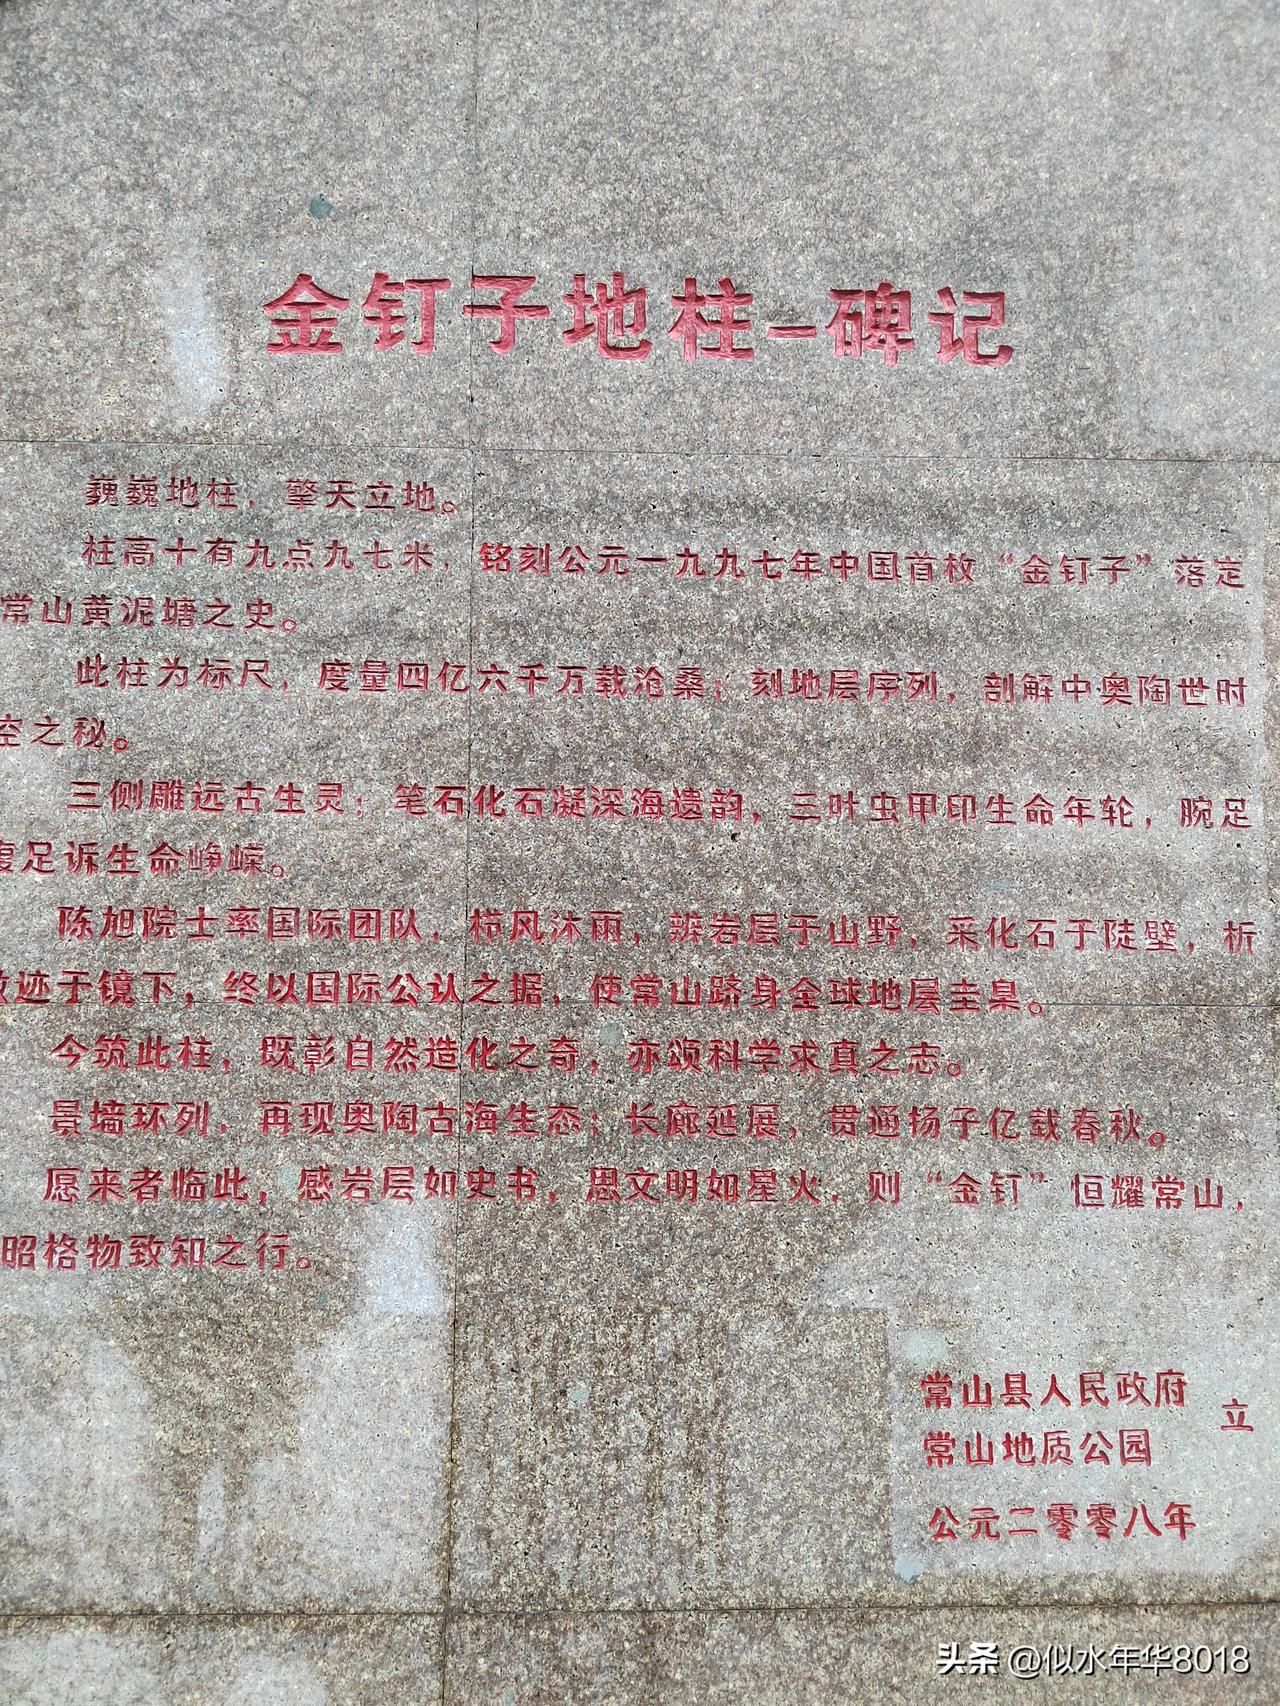 金钉子地柱-碑记
巍巍地柱，擎天立地。
柱高十有九点九七米，铭刻公元一九九七年中国首枚“金钉子”落定
常山黄泥塘之史。
此柱为标尺，度量四亿六千万载沧桑；刻地层序列，剖解中奥陶世时
空之秘。
三侧雕远古生灵：笔石化石凝深海遗韵，三叶虫甲印生命年轮，腕足
腹足诉生命峥嵘。
陈旭院士率国际团队，栉风沐雨，辨岩层于山野，采化石于陡壁，析
微迹于镜下，终以国际公认之据，使常山跻身全球地层圭臬。
今筑此柱，既彰自然造化之奇，亦颂科学求真之志。
景墙环列，再现奥陶古海生态；长廊延展，贯通扬子亿载春秋。
愿来者临此，感岩层如史书，思文明如星火，则“金钉”恒耀常山，
昭格物致知之行。
常山县人民政府
常山地质公园
立
公元二零零八年
头条 @似水年华8018